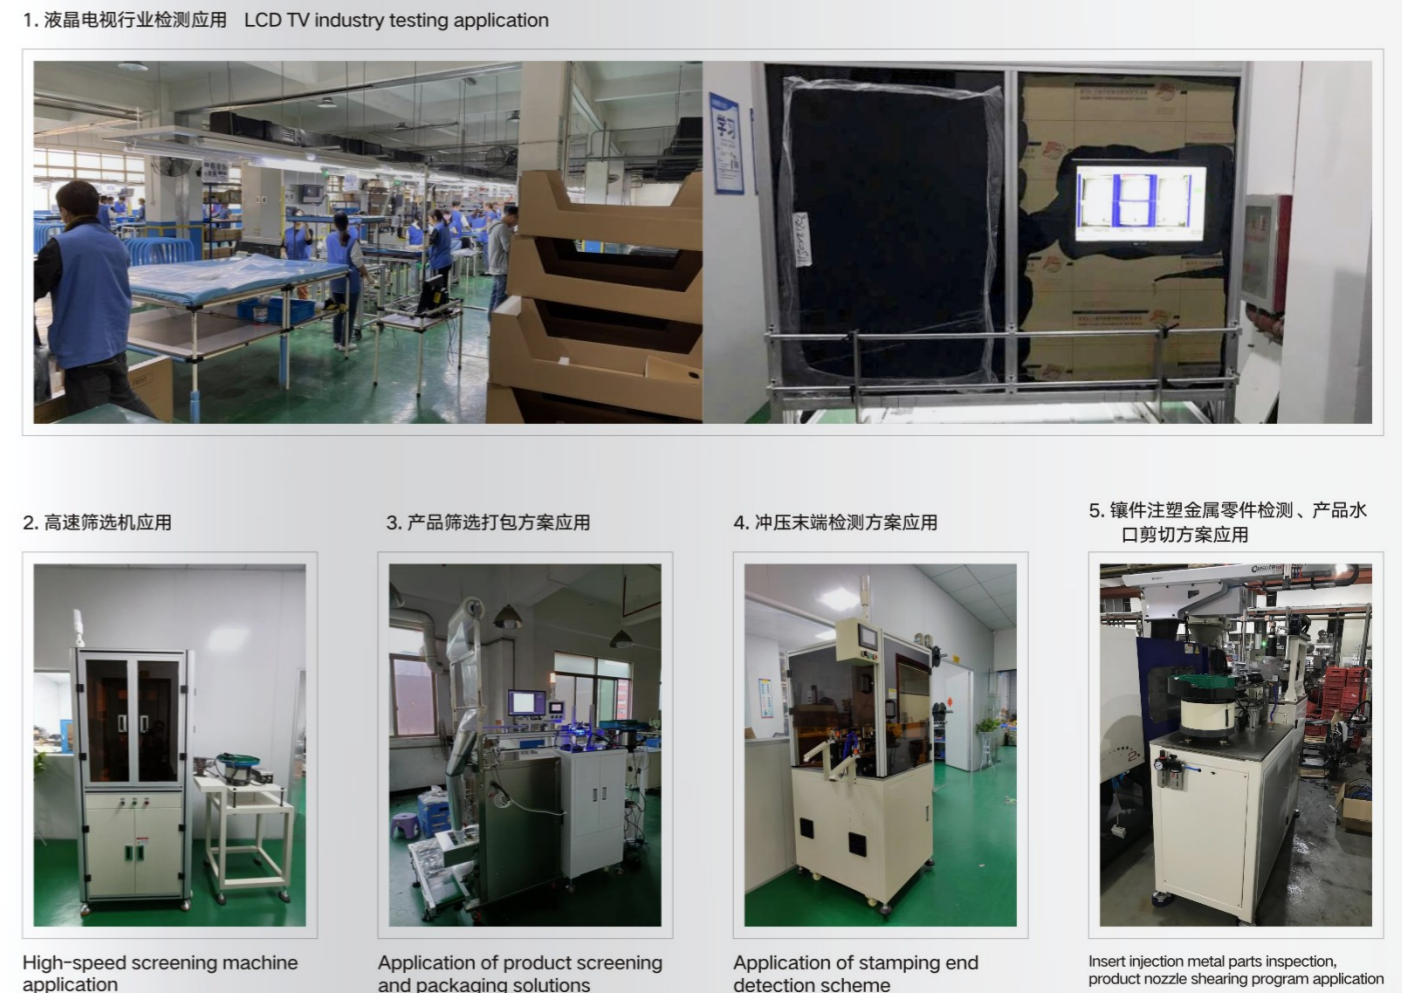 1. 液晶电视行业检测应用 LCD TV industry testing application
2. 高速筛选机应用
3. 产品筛选打包方案应用
4. 冲压末端检测方案应用
5. 镶件注塑金属零件检测、产品水
口剪切方案应用
High-speed screening machine
application
Application of product screening
and packaging solutions
Application of stamping end
detection scheme
Insert injection metal parts inspection,
product nozzle shearing program application